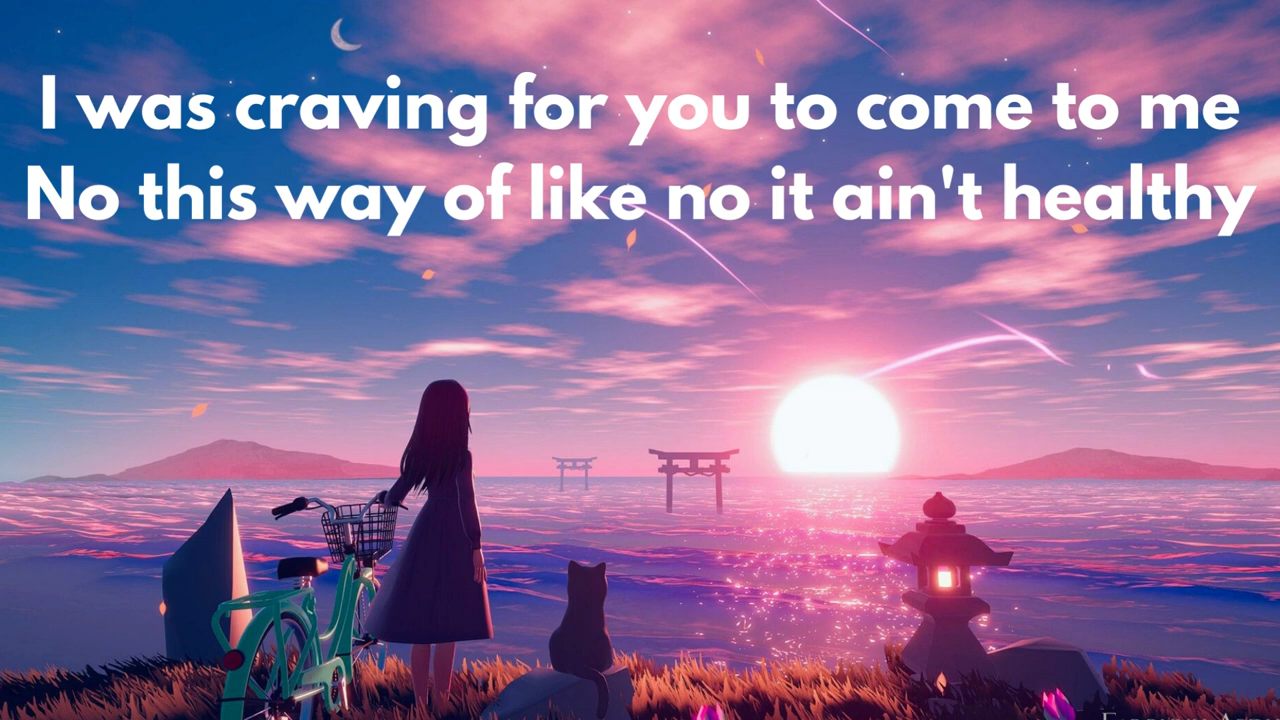 I was craving for you to come to me
No this way of like no it ain't healthy